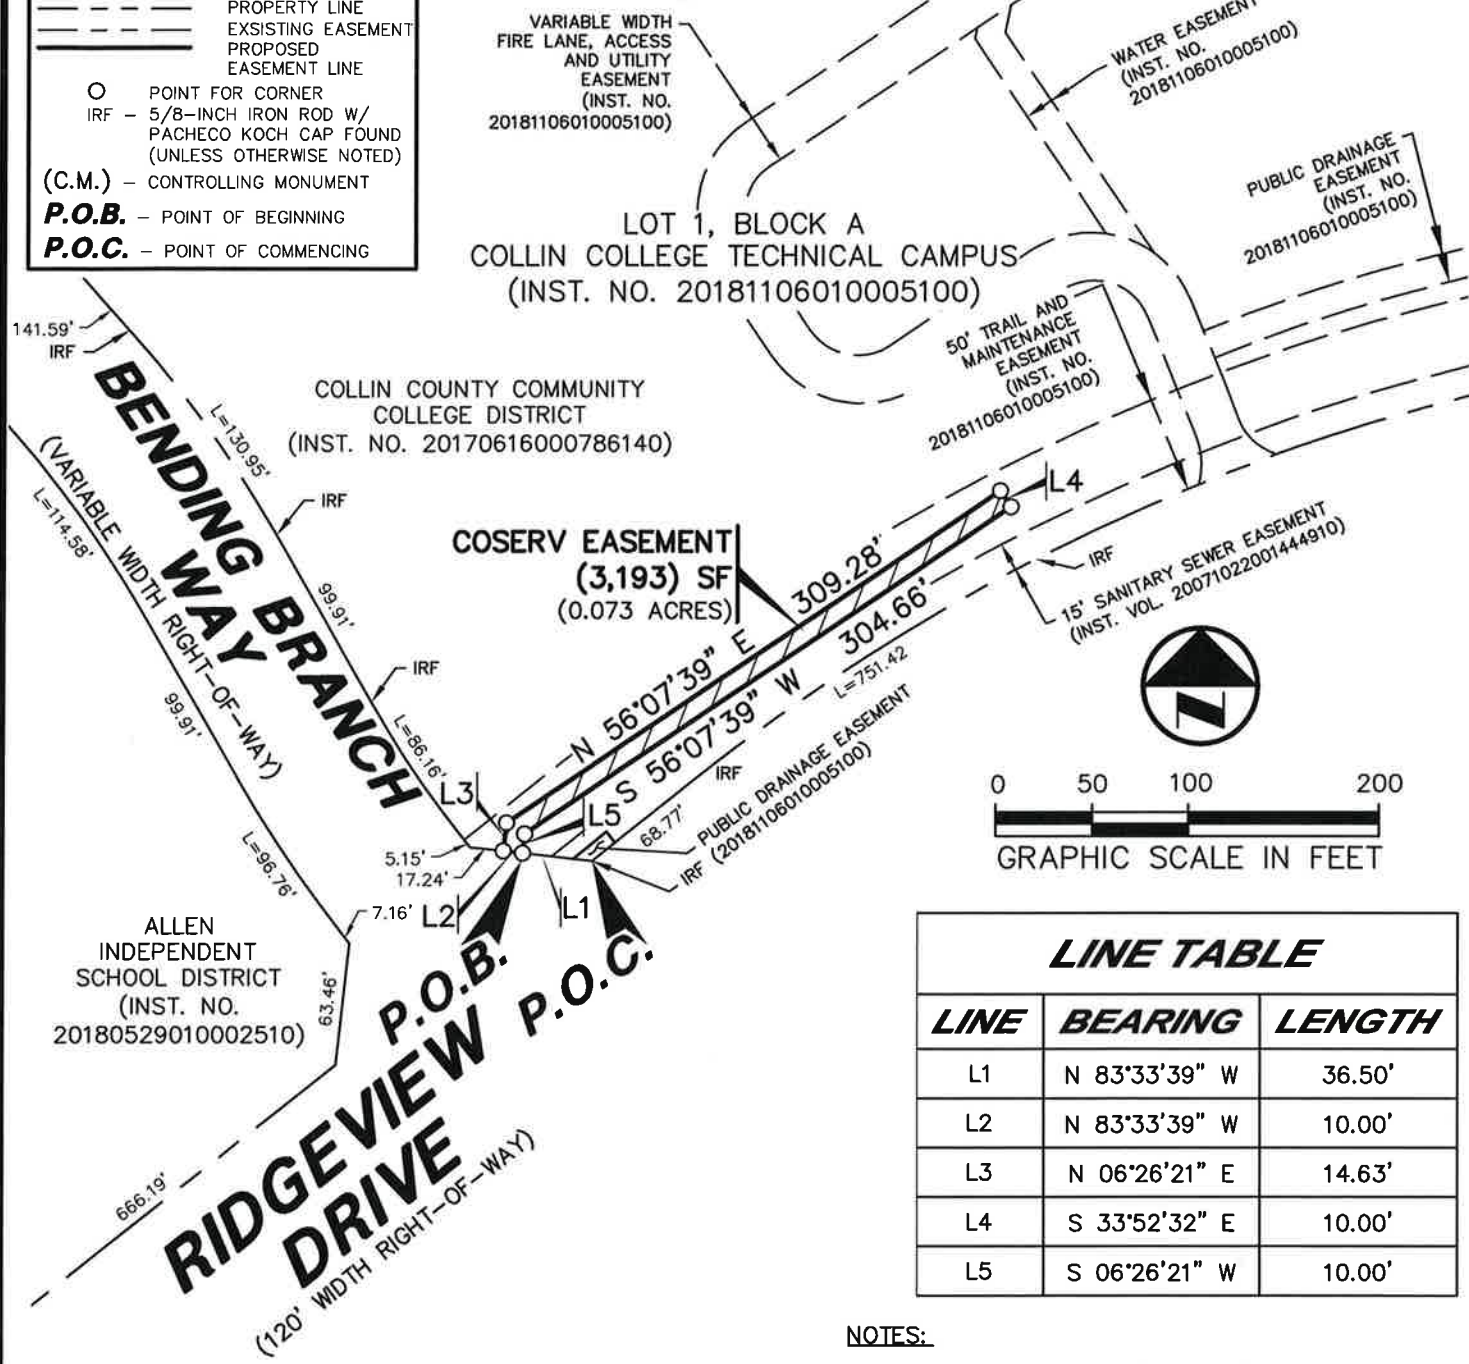 PROPERTY LINE
EXSISTING EASEMENT
PROPOSED
EASEMENT LINE
POINT FOR CORNER
IRF – 5/8–INCH IRON ROD W/
PACHECO KOCH CAP FOUND
(UNLESS OTHERWISE NOTED)
(C.M.) – CONTROLLING MONUMENT
P.O.B. – POINT OF BEGINNING
P.O.C. – POINT OF COMMENCING
VARIABLE WIDTH
FIRE LANE, ACCESS
AND UTILITY
EASEMENT
(INST. NO.
20181106010005100)
WATER EASEMENT
(INST. NO.
20181106010005100)
PUBLIC DRAINAGE
EASEMENT
(INST. NO.
20181106010005100)
LOT 1, BLOCK A
COLLIN COLLEGE TECHNICAL CAMPUS
(INST. NO. 20181106010005100)
50' TRAIL AND
MAINTENANCE
EASEMENT
(INST. NO.
20181106010005100)
141.59'
IRF
BENDING BRANCH
WAY
(VARIABLE WIDTH RIGHT–OF–WAY)
L=130.95'
L=114.58'
COLLIN COUNTY COMMUNITY
COLLEGE DISTRICT
(INST. NO. 20170616000786140)
IRF
99.91'
IRF
99.91'
L=86.16'
L=96.76'
COSERV EASEMENT
(3,193) SF
(0.073 ACRES)
L4
309.28'
N 56°07'39" E
304.66'
S 56°07'39" W
L=751.42
IRF
15' SANITARY SEWER EASEMENT
(INST. VOL. 20071022001444910)
IRF
68.77'
PUBLIC DRAINAGE EASEMENT
(20181106010005100)
IRF
L3
L5
5.15'
17.24'
L2
L1
7.16'
63.46'
P.O.B.
P.O.C.
ALLEN
INDEPENDENT
SCHOOL DISTRICT
(INST. NO.
20180529010002510)
666.19'
RIDGEVIEW
DRIVE
(120' WIDTH RIGHT–OF–WAY)
N
0 50 100 200
GRAPHIC SCALE IN FEET
LINE TABLE
LINE BEARING LENGTH
L1 N 83°33'39" W 36.50'
L2 N 83°33'39" W 10.00'
L3 N 06°26'21" E 14.63'
L4 S 33°52'32" E 10.00'
L5 S 06°26'21" W 10.00'
NOTES: